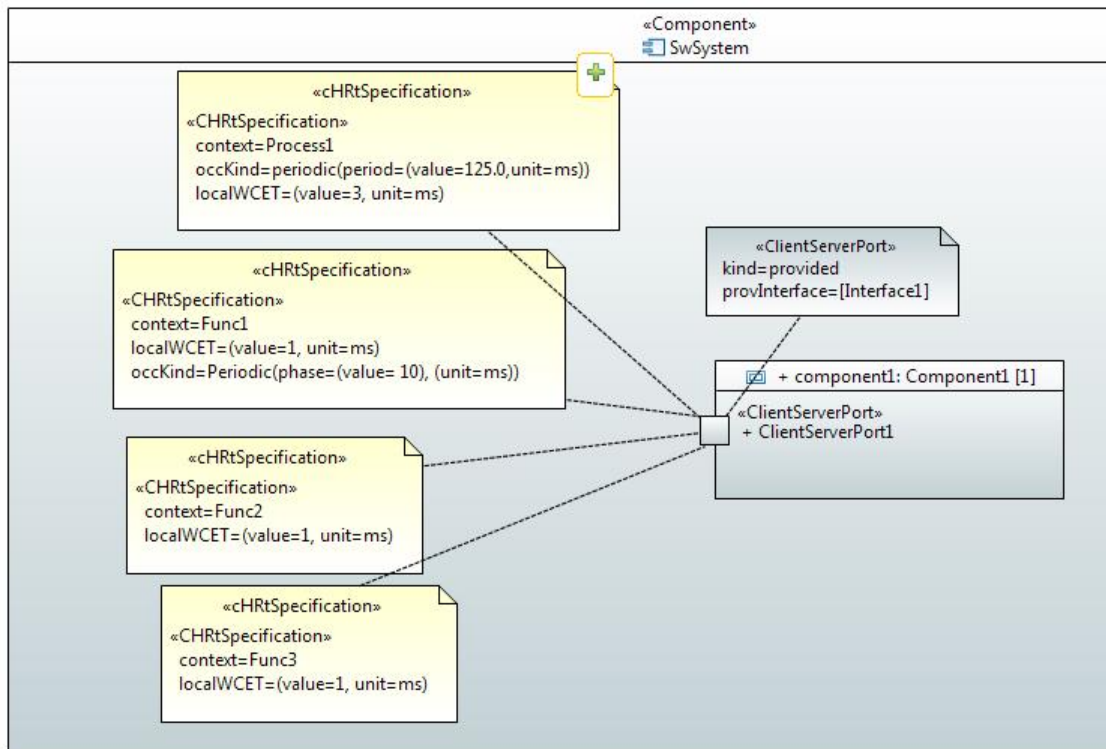 «Component»
SwSystem
«cHRtSpecification»
«CHRtSpecification»
context=Process1
occKind=periodic(period=(value=125.0,unit=ms))
localWCET=(value=3, unit=ms)
«cHRtSpecification»
«CHRtSpecification»
context=Func1
localWCET=(value=1, unit=ms)
occKind=Periodic(phase=(value= 10), (unit=ms))
«ClientServerPort»
kind=provided
provInterface=[Interface1]
+ component1: Component1 [1]
«ClientServerPort»
+ ClientServerPort1
«cHRtSpecification»
«CHRtSpecification»
context=Func2
localWCET=(value=1, unit=ms)
«cHRtSpecification»
«CHRtSpecification»
context=Func3
localWCET=(value=1, unit=ms)